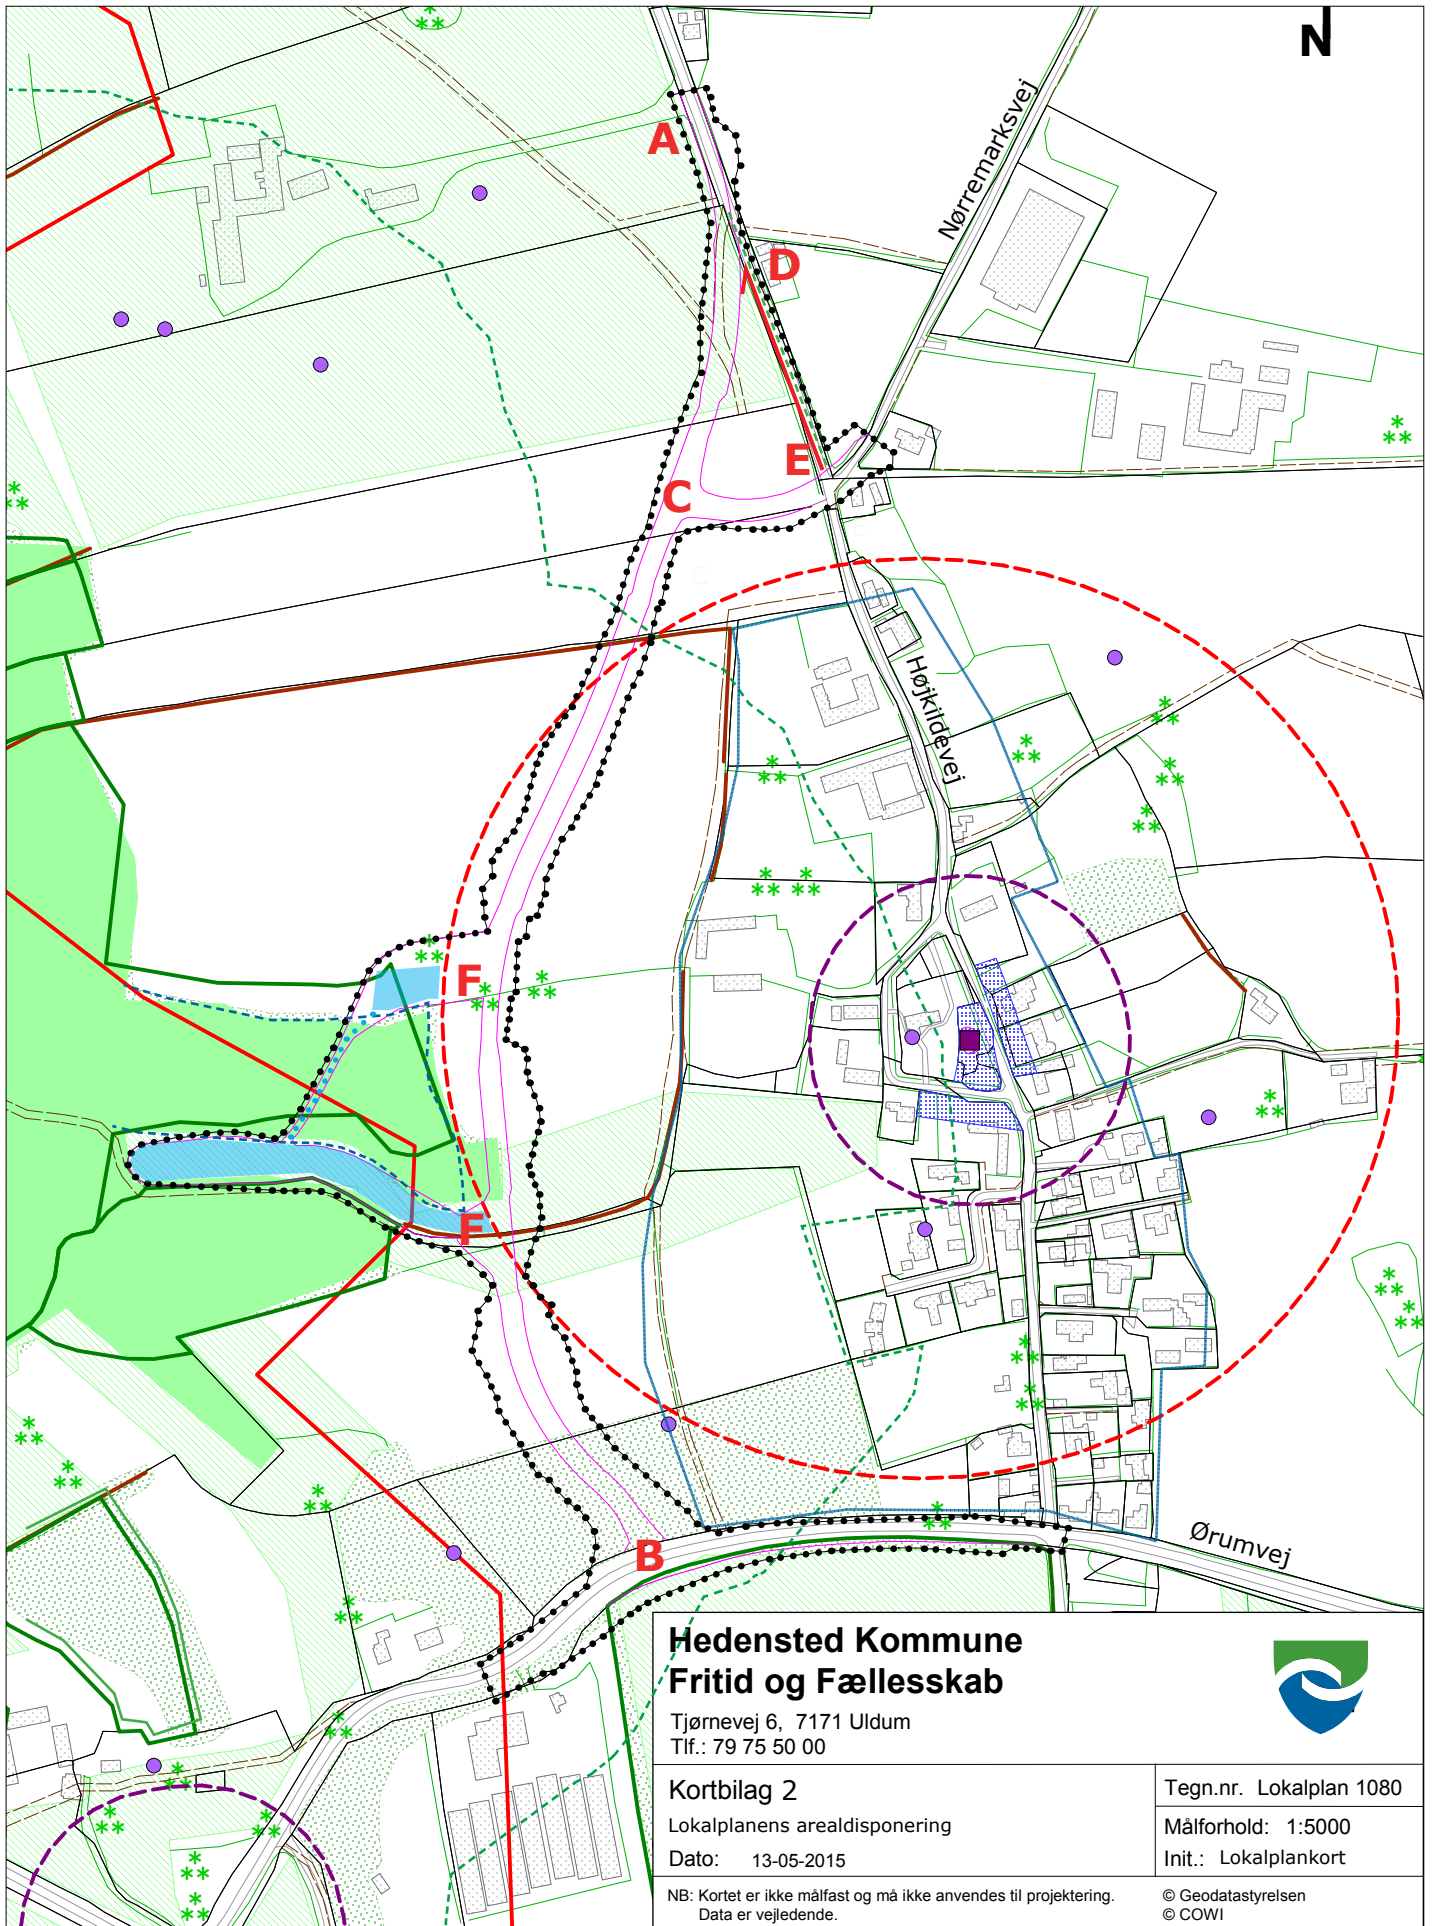 N
A
Nørremarksvej
D
E
C
C
Højkildevej
F
F
B
Ørumvej
Hedensted Kommune
Fritid og Fællesskab
Tjørnevej 6, 7171 Uldum
Tlf.: 79 75 50 00
Kortbilag 2
Lokalplanens arealdisponering
Dato: 13-05-2015
Tegn.nr. Lokalplan 1080
Målforhold: 1:5000
Init.: Lokalplankort
NB: Kortet er ikke målfast og må ikke anvendes til projektering.
Data er vejledende.
© Geodatastyrelsen
© COWI